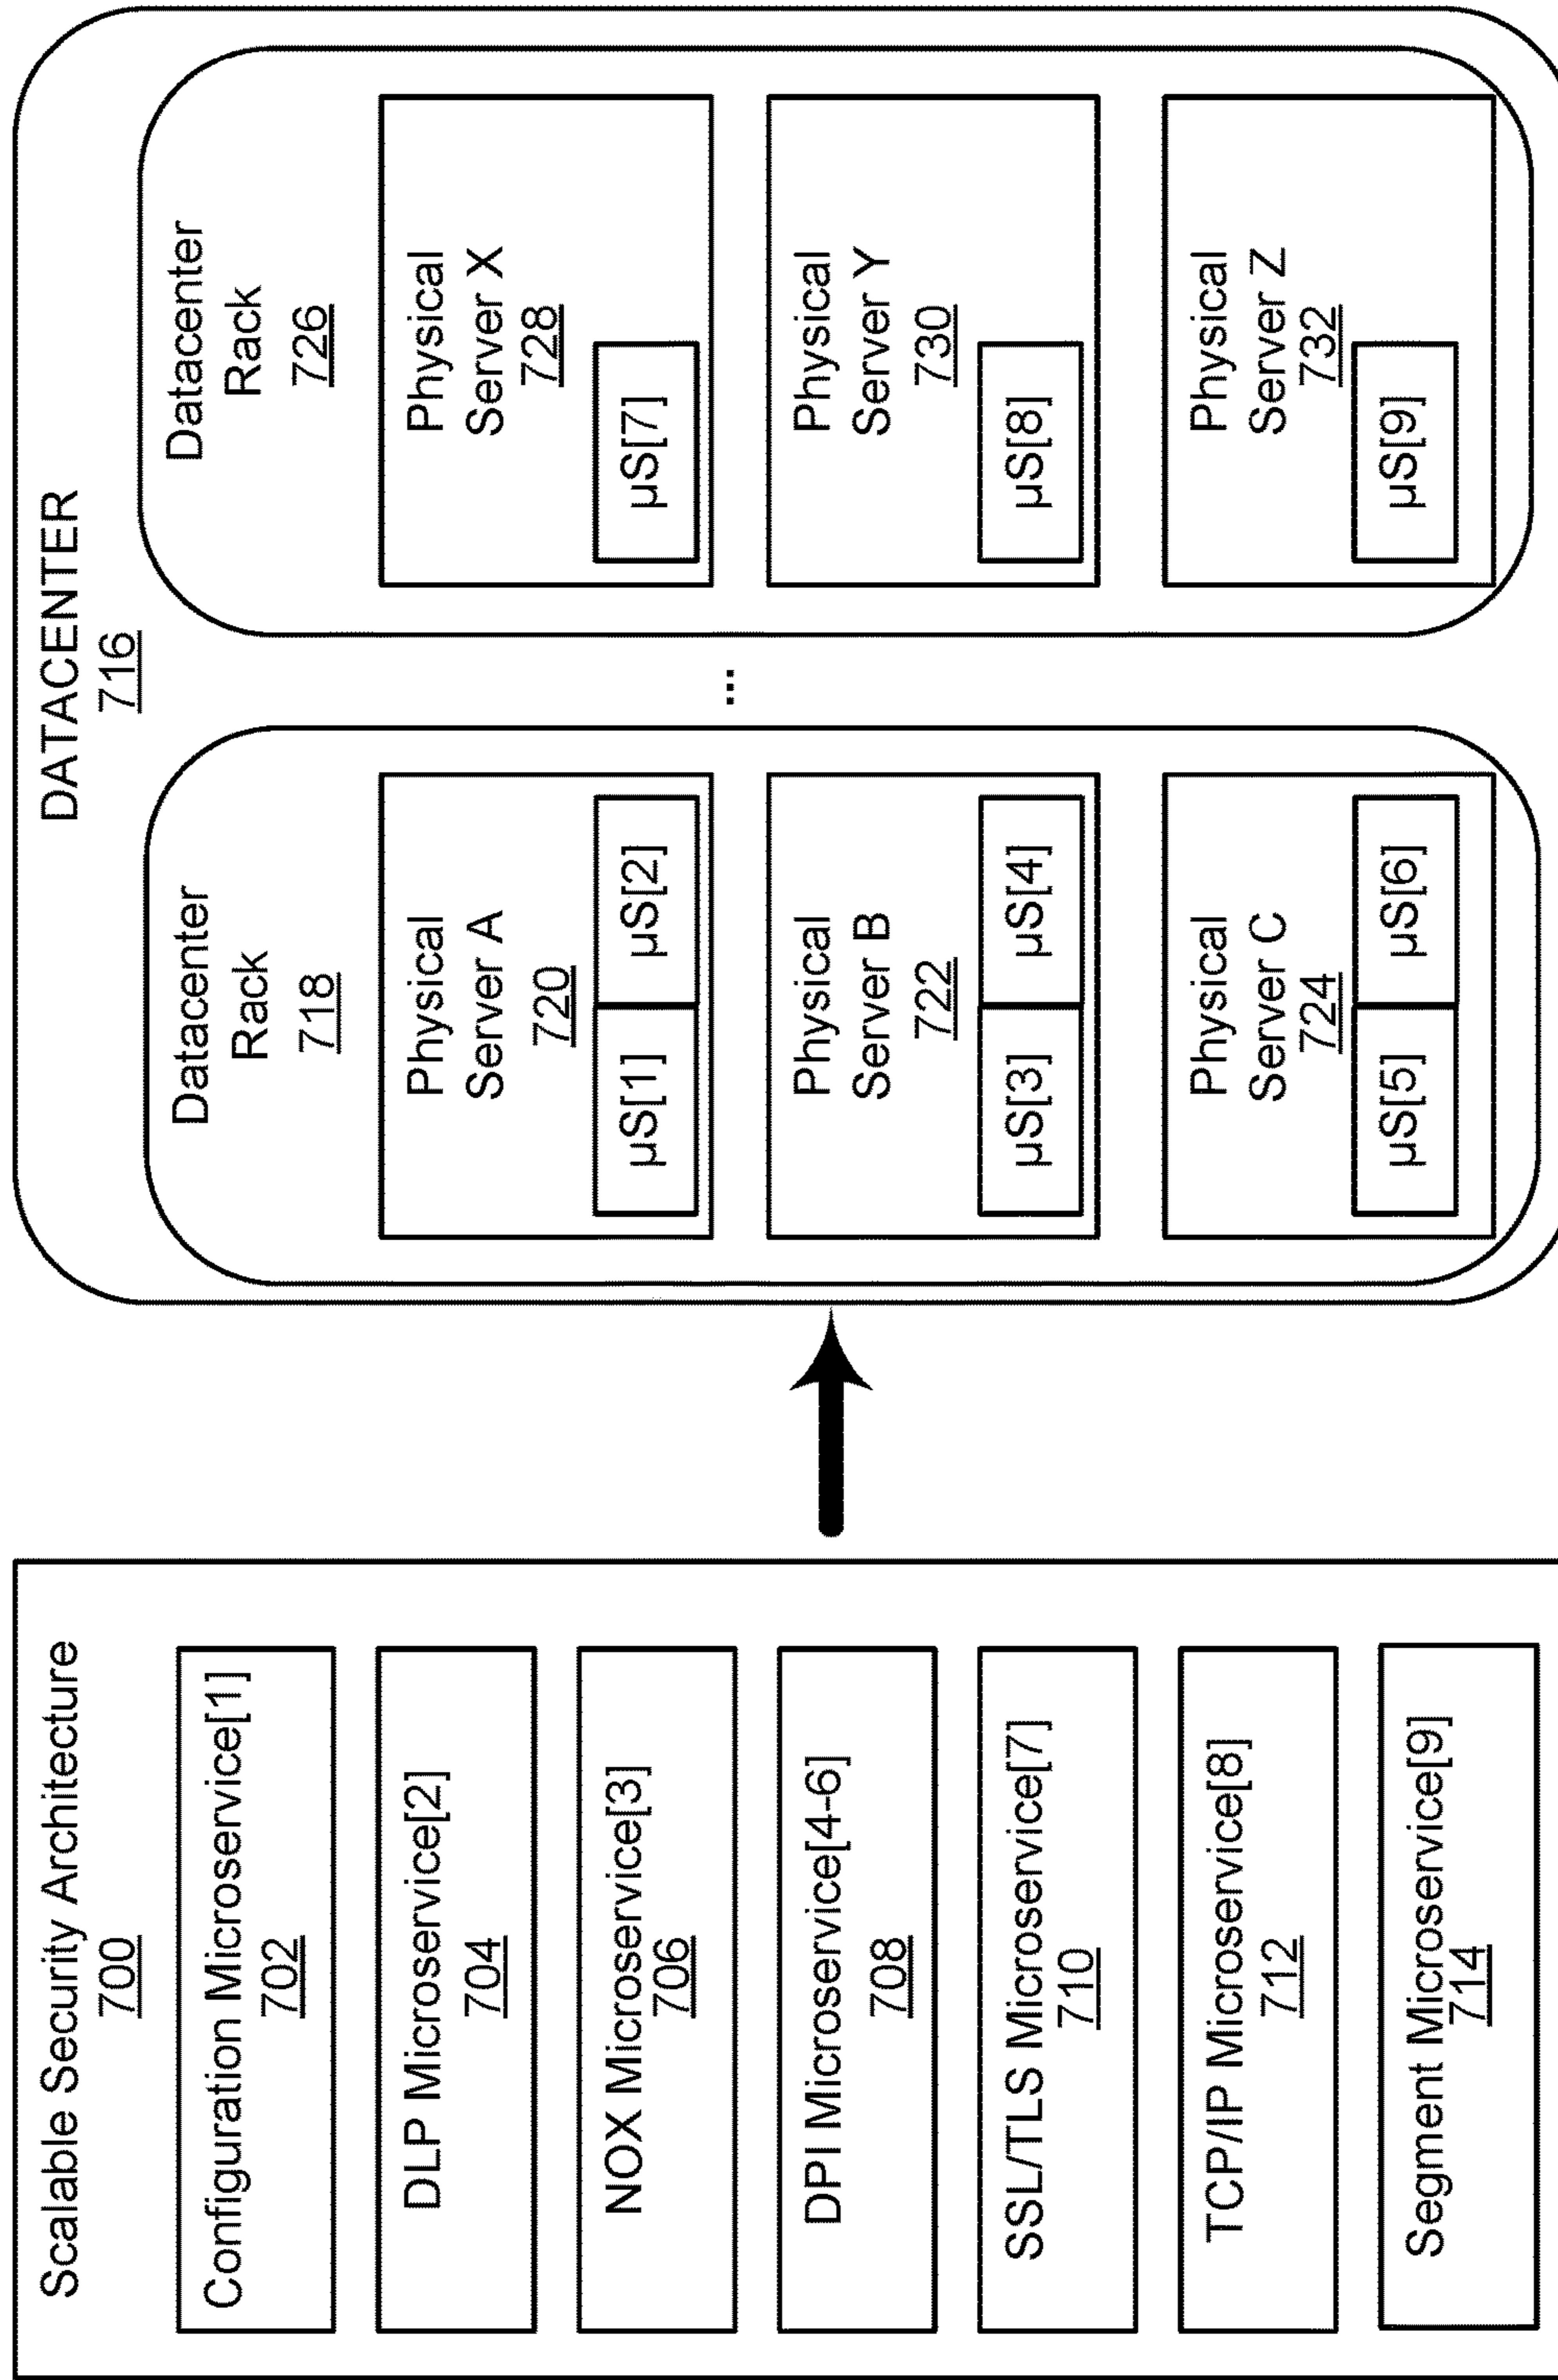 Scalable Security Architecture
700
Configuration Microservice[1]
702
DLP Microservice[2]
704
NOX Microservice[3]
706
DPI Microservice[4-6]
708
SSL/TLS Microservice[7]
710
TCP/IP Microservice[8]
712
Segment Microservice[9]
714
DATACENTER
716
Datacenter
Rack
718
Physical
Server A
720
µS[1]
µS[2]
Physical
Server B
722
µS[3]
µS[4]
Physical
Server C
724
µS[5]
µS[6]
...
Datacenter
Rack
726
Physical
Server X
728
µS[7]
Physical
Server Y
730
µS[8]
Physical
Server Z
732
µS[9]